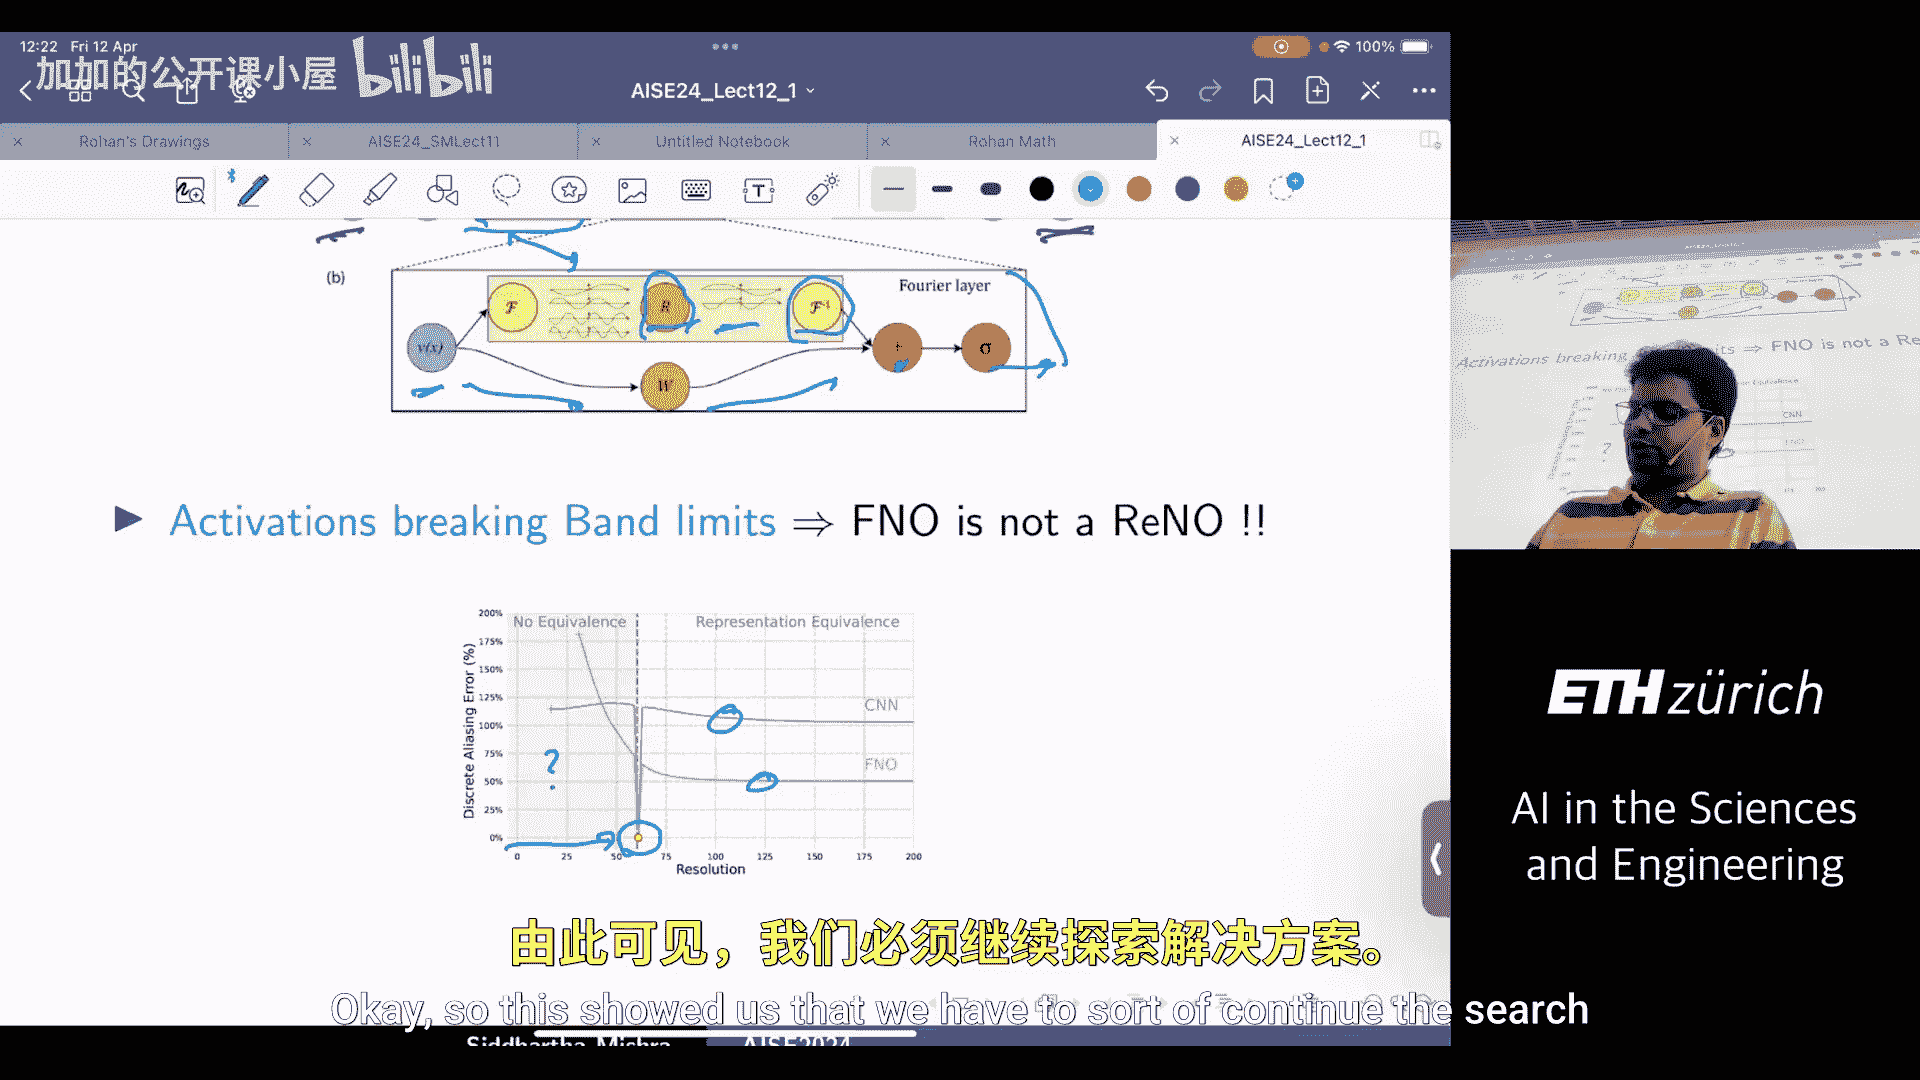 12:22 Fri 12 Apr
100%
加加的公开课小屋 bilibili
AISE24_Lect12_1
Rohan's Drawings
AISE24_SMLect11
Untitled Notebook
Rohan Math
AISE24_Lect12_1
(b)
Fourier layer
v(x)
F
R
F⁻¹
W
+
σ
Activations breaking Band limits ⇒ FNO is not a ReNO !!
No Equivalence
Representation Equivalence
200%
175%
150%
125%
100%
75%
50%
25%
0%
Discrete Aliasing Error (%)
CNN
FNO
?
0 25 50 75 100 125 150 175 200
Resolution
ETH zürich
AI in the Sciences
and Engineering
由此可见，我们必须继续探索解决方案。
Okay, so this showed us that we have to sort of continue the search
Siddhartha Mishra
AISE2024